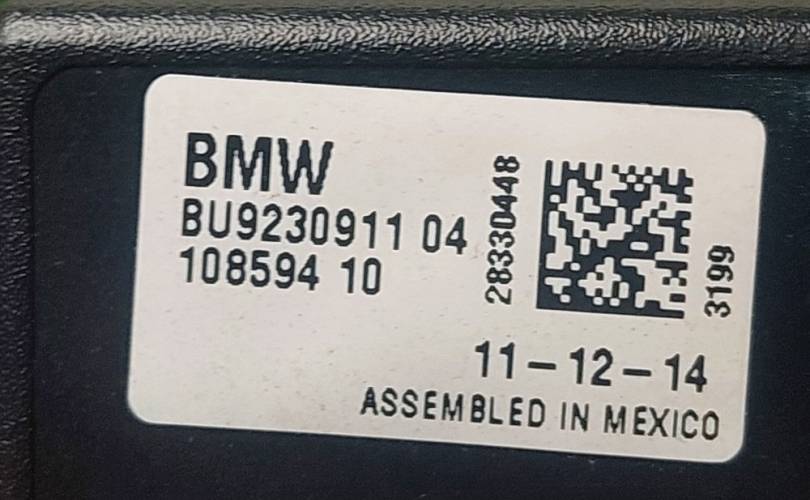 BMW
BU9230911 04
108594 10
28330448
3199
11-12-14
ASSEMBLED IN MEXICO